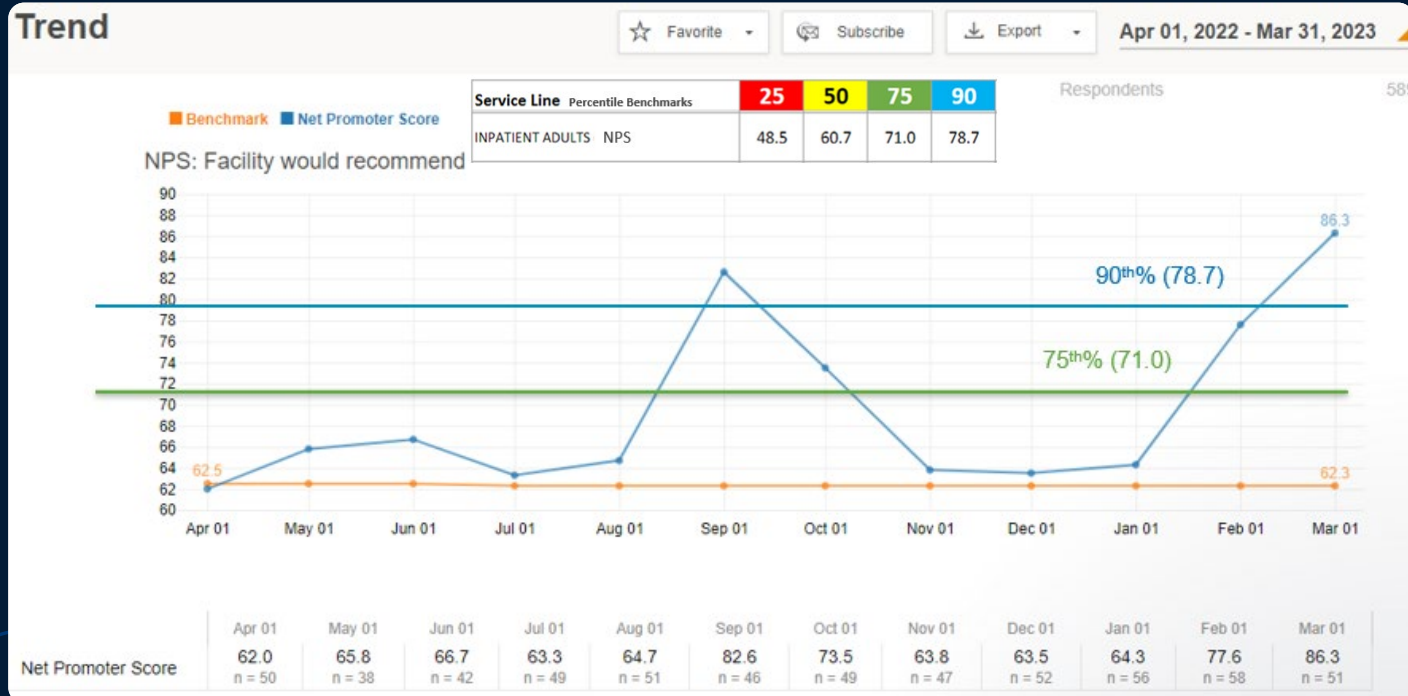 Trend
Favorite
Subscribe
Export
Apr 01, 2022 - Mar 31, 2023
Respondents 589
Service Line Percentile Benchmarks 25 50 75 90
INPATIENT ADULTS NPS 48.5 60.7 71.0 78.7
Benchmark Net Promoter Score
NPS: Facility would recommend
90
88
86
84
82
80
78
76
74
72
70
68
66
64
62
60
86.3
90th% (78.7)
75th% (71.0)
62.5
62.3
Apr 01 May 01 Jun 01 Jul 01 Aug 01 Sep 01 Oct 01 Nov 01 Dec 01 Jan 01 Feb 01 Mar 01
Apr 01 May 01 Jun 01 Jul 01 Aug 01 Sep 01 Oct 01 Nov 01 Dec 01 Jan 01 Feb 01 Mar 01
Net Promoter Score 62.0 65.8 66.7 63.3 64.7 82.6 73.5 63.8 63.5 64.3 77.6 86.3
n = 50 n = 38 n = 42 n = 49 n = 51 n = 46 n = 49 n = 47 n = 52 n = 56 n = 58 n = 51